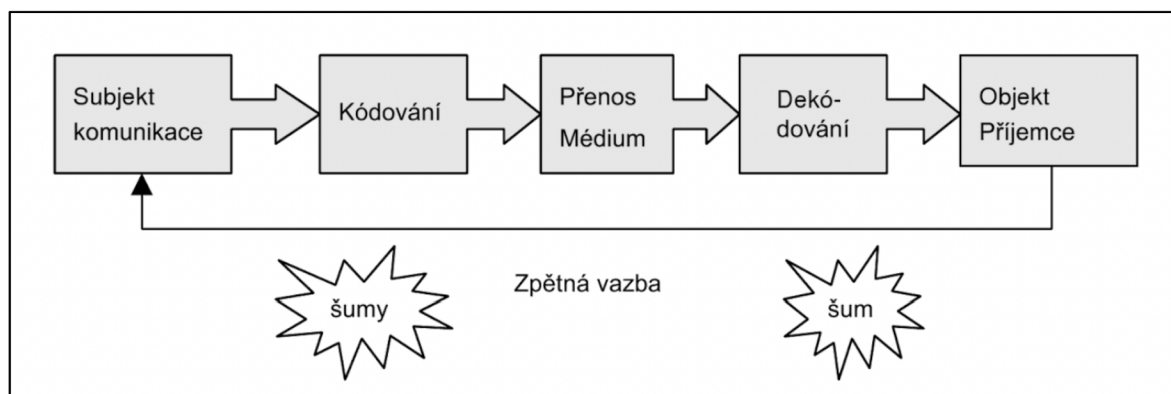 Subjekt
komunikace
Kódování
Přenos
Médium
Dekó-
dování
Objekt
Příjemce
Zpětná vazba
šumy
šum